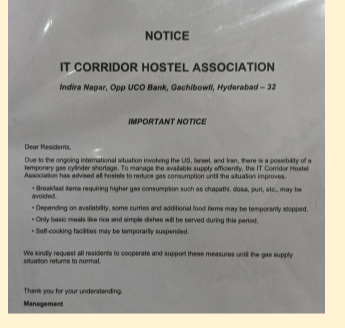 NOTICE
IT CORRIDOR HOSTEL ASSOCIATION
Indira Nagar, Opp UCO Bank, Gachibowli, Hyderabad – 32
IMPORTANT NOTICE
Dear Residents,
Due to the ongoing international situation involving the US, Israel, and Iran, there is a possibility of a
temporary gas cylinder shortage. To manage the available supply efficiently, the IT Corridor Hostel
Association has advised all hostels to reduce gas consumption until the situation improves.
• Breakfast items requiring higher gas consumption such as chapathi, dosa, puri, etc., may be
avoided.
• Depending on availability, some curries and additional food items may be temporarily stopped.
• Only basic meals like rice and simple dishes will be served during this period.
• Self-cooking facilities may be temporarily suspended.
We kindly request all residents to cooperate and support these measures until the gas supply
situation returns to normal.
Thank you for your understanding.
Management